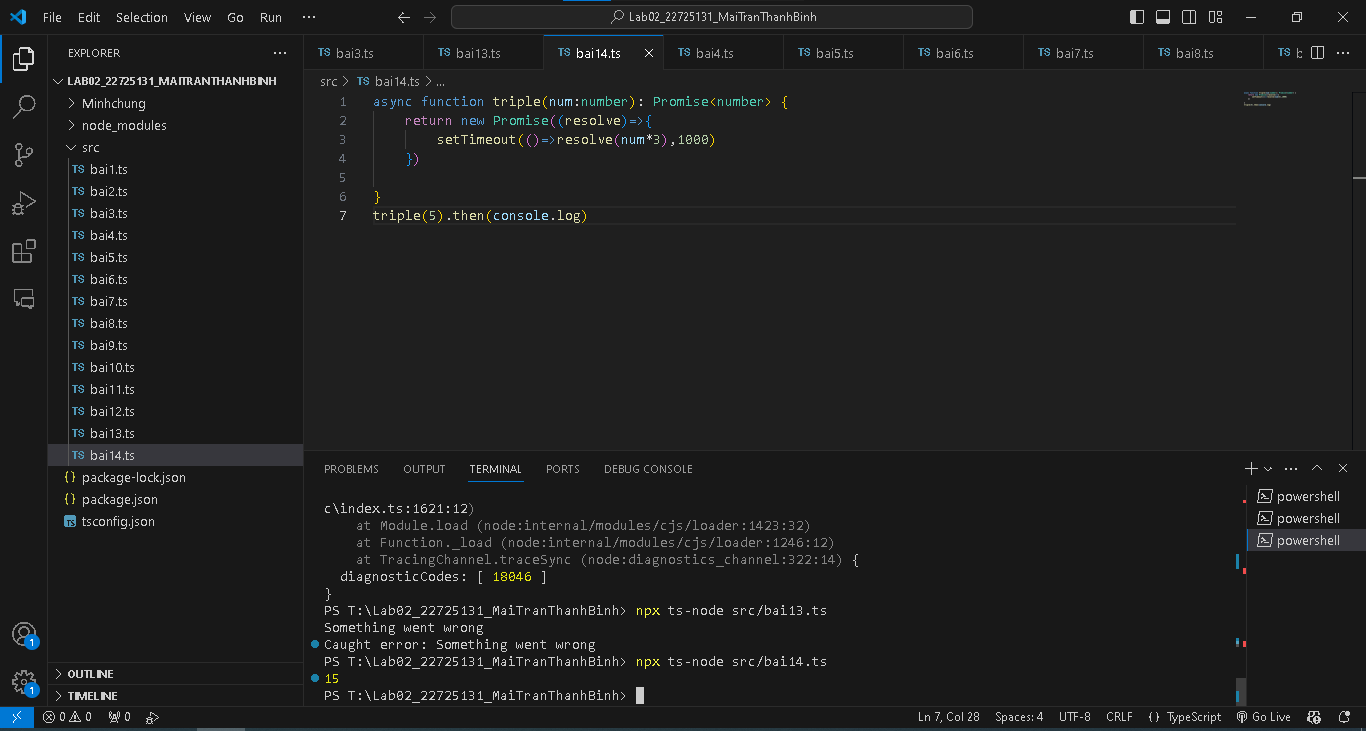 File Edit Selection View Go Run ··· Lab02_22725131_MaiTranThanhBinh
EXPLORER ···
LAB02_22725131_MAITRANTHANHBINH
Minhchung
node_modules
src
TS bai1.ts
TS bai2.ts
TS bai3.ts
TS bai4.ts
TS bai5.ts
TS bai6.ts
TS bai7.ts
TS bai8.ts
TS bai9.ts
TS bai10.ts
TS bai11.ts
TS bai12.ts
TS bai13.ts
TS bai14.ts
{} package-lock.json
{} package.json
TS tsconfig.json
OUTLINE
TIMELINE
TS bai3.ts TS bai13.ts TS bai14.ts TS bai4.ts TS bai5.ts TS bai6.ts TS bai7.ts TS bai8.ts TS b ···
src > TS bai14.ts > ...
1 async function triple(num:number): Promise<number> {
2 return new Promise((resolve)=>{
3 setTimeout(()=>resolve(num*3),1000)
4 })
5
6 }
7 triple(5).then(console.log)
PROBLEMS OUTPUT TERMINAL PORTS DEBUG CONSOLE
c\index.ts:1621:12)
at Module.load (node:internal/modules/cjs/loader:1423:32)
at Function._load (node:internal/modules/cjs/loader:1246:12)
at TracingChannel.traceSync (node:diagnostics_channel:322:14) {
diagnosticCodes: [ 18046 ]
}
PS T:\Lab02_22725131_MaiTranThanhBinh> npx ts-node src/bai13.ts
Something went wrong
Caught error: Something went wrong
PS T:\Lab02_22725131_MaiTranThanhBinh> npx ts-node src/bai14.ts
15
PS T:\Lab02_22725131_MaiTranThanhBinh>
powershell
powershell
powershell
1
1
0 0 0 Ln 7, Col 28 Spaces: 4 UTF-8 CRLF {} TypeScript Go Live